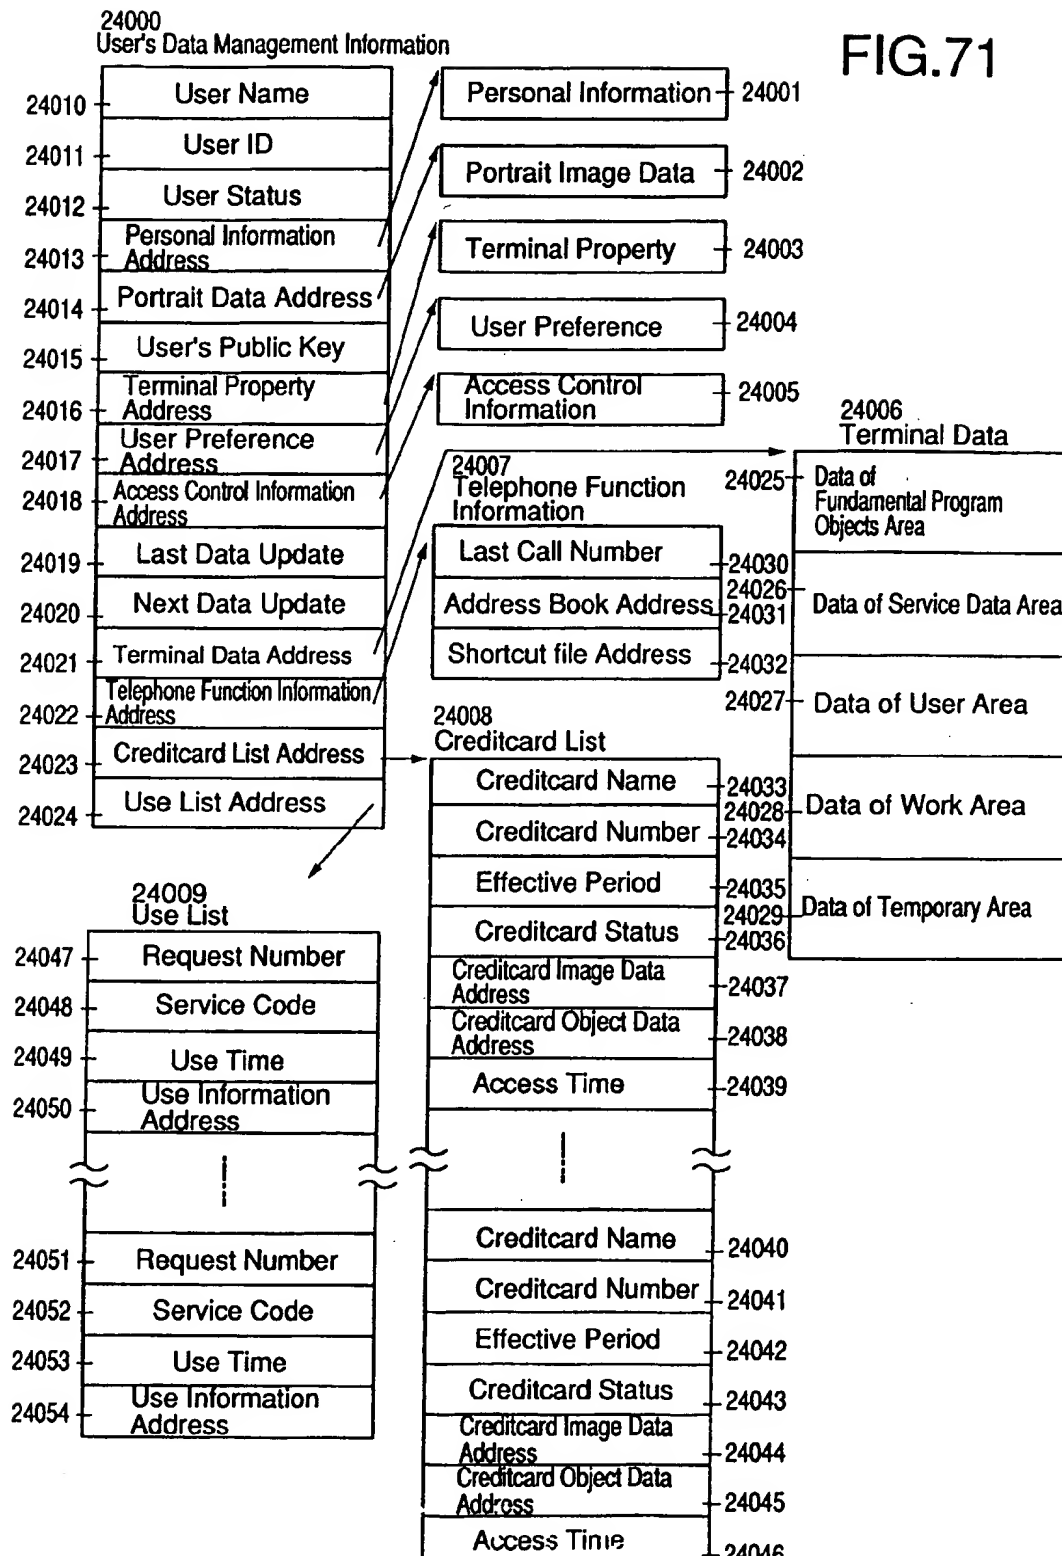 FIG.71
24000
User's Data Management Information
24010
User Name
24011
User ID
24012
User Status
24013
Personal Information
Address
24014
Portrait Data Address
24015
User's Public Key
24016
Terminal Property
Address
24017
User Preference
Address
24018
Access Control Information
Address
24019
Last Data Update
24020
Next Data Update
24021
Terminal Data Address
24022
Telephone Function Information
Address
24023
Creditcard List Address
24024
Use List Address
Personal Information
24001
Portrait Image Data
24002
Terminal Property
24003
User Preference
24004
Access Control
Information
24005
24006
Terminal Data
24025
Data of
Fundamental Program
Objects Area
24026
Data of Service Data Area
24027
Data of User Area
24028
Data of Work Area
24029
Data of Temporary Area
24007
Telephone Function
Information
Last Call Number
24030
Address Book Address
24031
Shortcut file Address
24032
24008
Creditcard List
Creditcard Name
24033
Creditcard Number
24034
Effective Period
24035
Creditcard Status
24036
Creditcard Image Data
Address
24037
Creditcard Object Data
Address
24038
Access Time
24039
Creditcard Name
24040
Creditcard Number
24041
Effective Period
24042
Creditcard Status
24043
Creditcard Image Data
Address
24044
Creditcard Object Data
Address
24045
Access Time
24046
24009
Use List
24047
Request Number
24048
Service Code
24049
Use Time
24050
Use Information
Address
24051
Request Number
24052
Service Code
24053
Use Time
24054
Use Information
Address